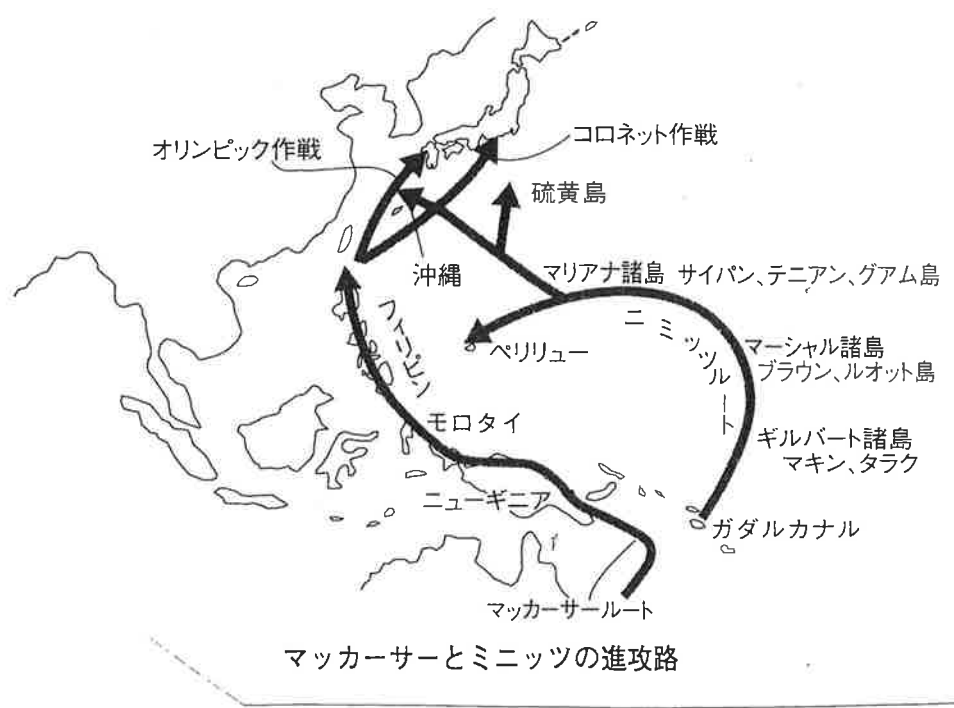 オリンピック作戦
コロネット作戦
硫黄島
沖縄
マリアナ諸島 サイパン、テニアン、グアム島
フィリピン
ニミッツルート
ペリリュー
マーシャル諸島
ブラウン、ルオット島
モロタイ
ギルバート諸島
マキン、タラク
ニューギニア
ガダルカナル
マッカーサールート
マッカーサーとミニッツの進攻路